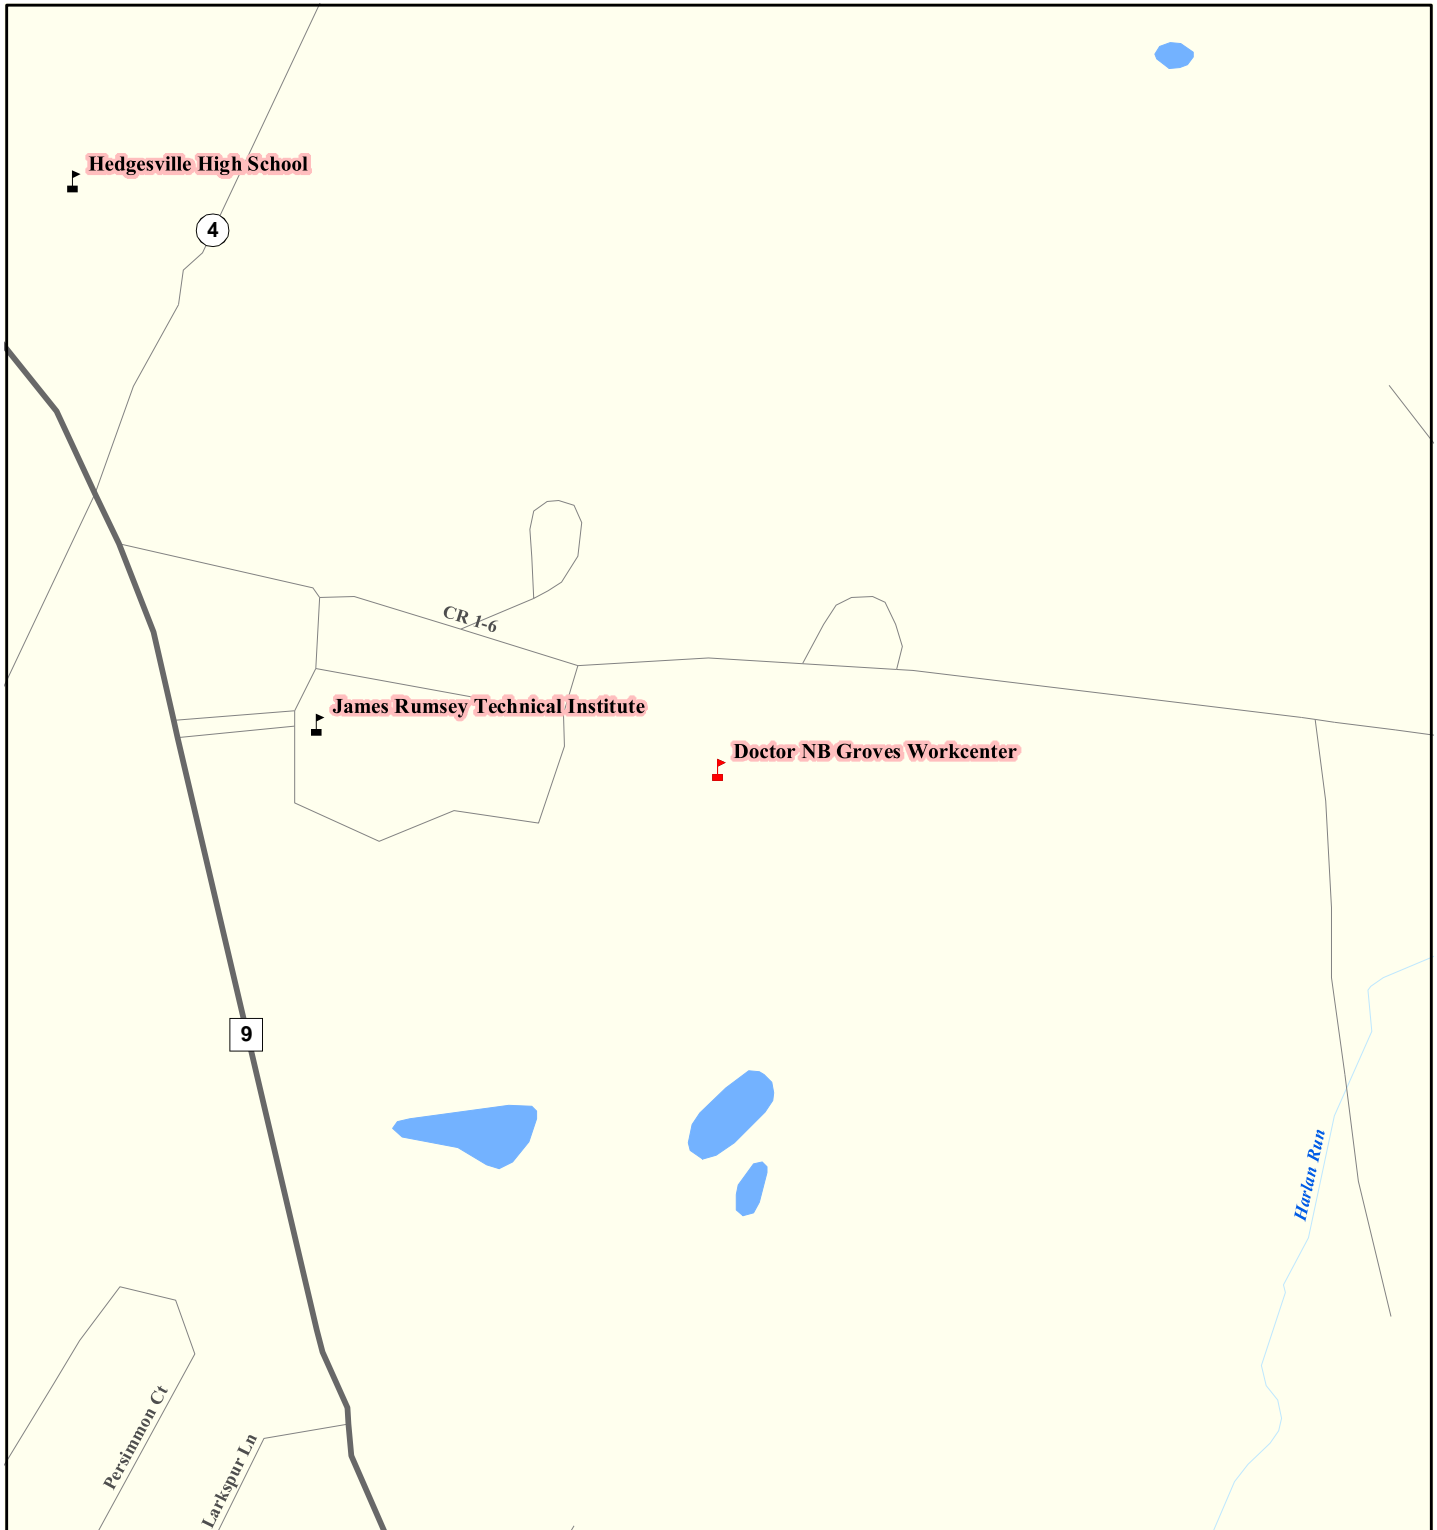 Hedgesville High School
4
CR 1-6
James Rumsey Technical Institute
Doctor NB Groves Workcenter
9
Harlan Run
Persimmon Ct
Larkspur Ln